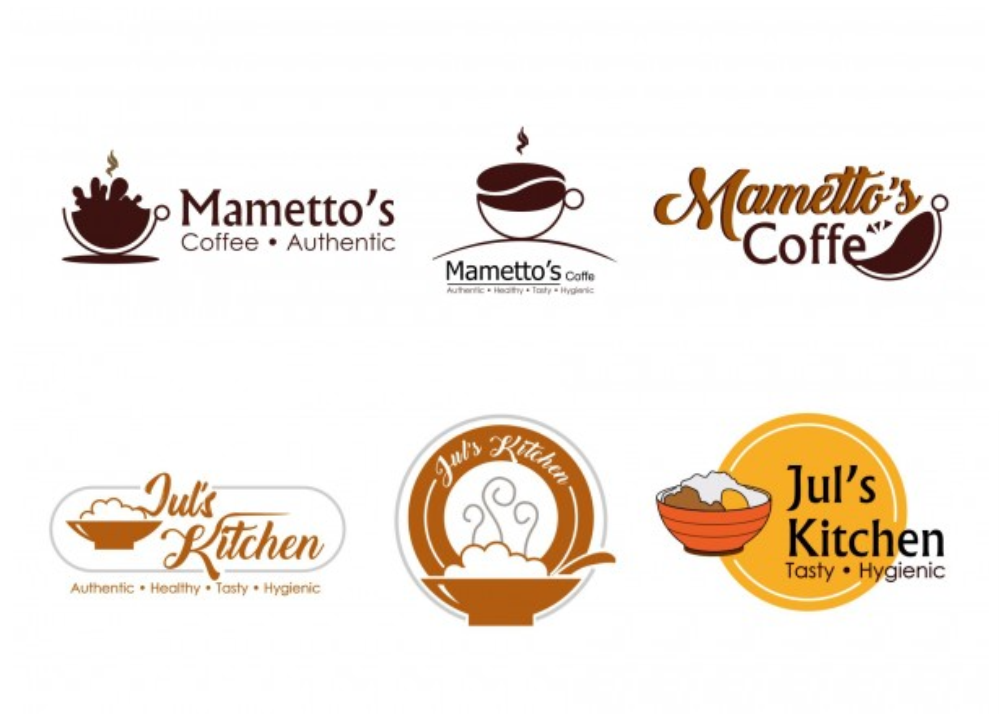 Mametto's
Coffee • Authentic
Mametto's Coffe
Authentic • Healthy • Tasty • Hygienic
Mametto's
Coffe
Jul's
Kitchen
Authentic • Healthy • Tasty • Hygienic
Jul's Kitchen
Jul's
Kitchen
Tasty • Hygienic